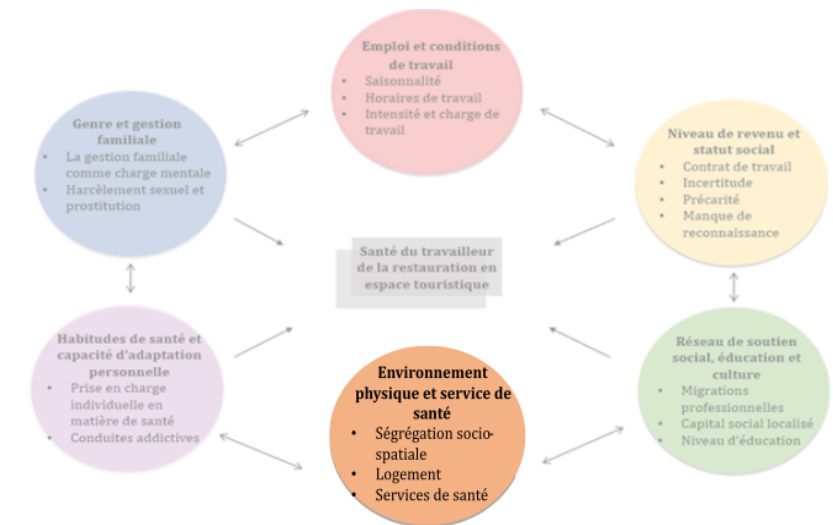 Emploi et conditions
de travail
• Saisonnalité
• Horaires de travail
• Intensité et charge de
travail
Genre et gestion
familiale
• La gestion familiale
comme charge mentale
• Harcèlement sexuel et
prostitution
Niveau de revenu et
statut social
• Contrat de travail
• Incertitude
• Précarité
• Manque de
reconnaissance
Santé du travailleur
de la restauration en
espace touristique
Habitudes de santé et
capacité d'adaptation
personnelle
• Prise en charge
individuelle en
matière de santé
• Conduites addictives
Environnement
physique et service de
santé
• Ségrégation socio-
spatiale
• Logement
• Services de santé
Réseau de soutien
social, éducation et
culture
• Migrations
professionnelles
• Capital social localisé
• Niveau d'éducation